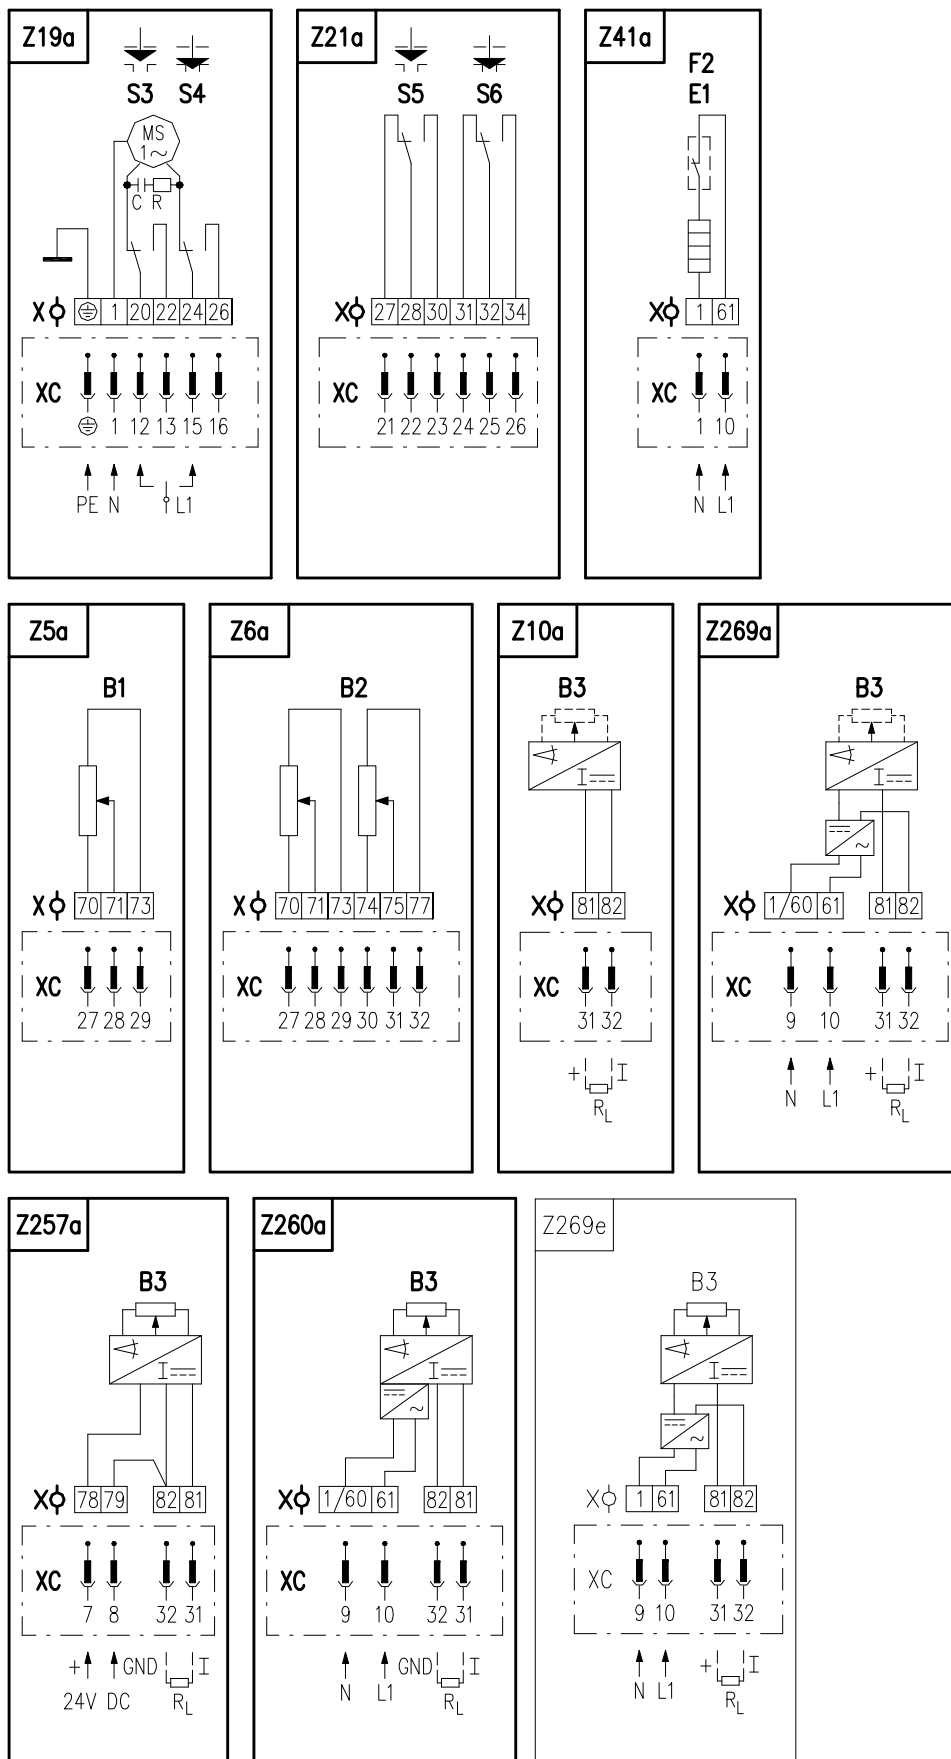 Z19a
S3 S4
MS
1~
C R
X 1 20 22 24 26
XC
1 12 13 15 16
PE N L1
Z21a
S5 S6
X 27 28 30 31 32 34
XC
21 22 23 24 25 26
Z41a
F2
E1
X 1 61
XC
1 10
N L1
Z5a
B1
X 70 71 73
XC
27 28 29
Z6a
B2
X 70 71 73 74 75 77
XC
27 28 29 30 31 32
Z10a
B3
I
X 81 82
XC
31 32
+ I
RL
Z269a
B3
I
~
X 1/60 61 81 82
XC
9 10 31 32
+ I
N L1 RL
Z257a
B3
I
X 78 79 82 81
XC
7 8 32 31
+ GND I
24V DC RL
Z260a
B3
I
~
X 1/60 61 82 81
XC
9 10 32 31
GND I
N L1 RL
Z269e
B3
I
~
X 1 61 81 82
XC
9 10 31 32
+ I
N L1 RL